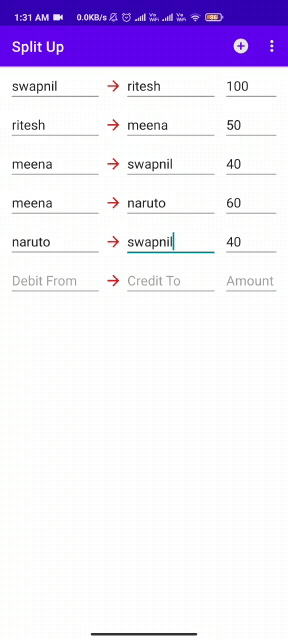 1:31 AM 0.0KB/s
Split Up
swapnil ritesh 100
ritesh meena 50
meena swapnil 40
meena naruto 60
naruto swapnil 40
Debit From Credit To Amount